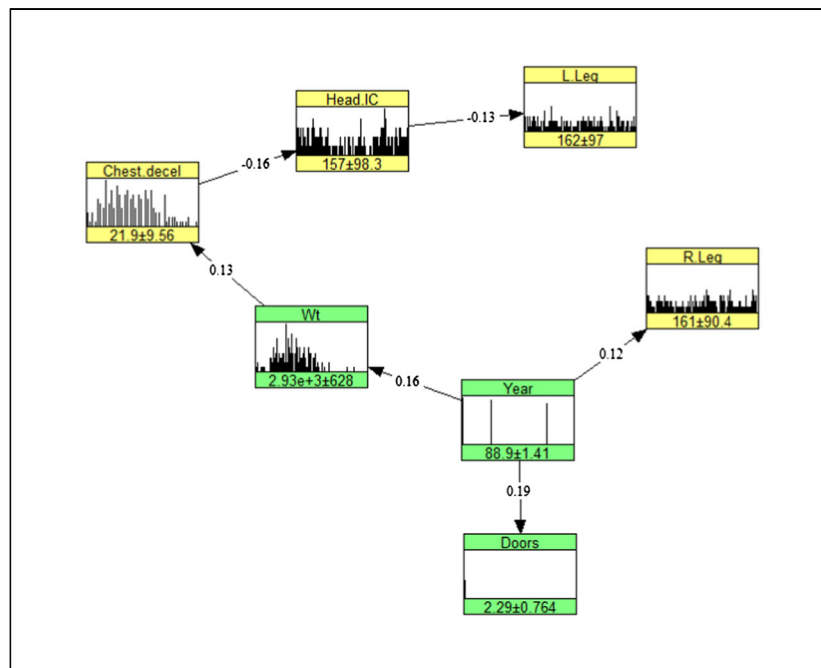 L.Leg
Head.IC
-0.13
162±97
157±98.3
-0.16
Chest.decel
21.9±9.56
R.Leg
0.13
Wt
161±90.4
0.12
2.93e+3±628
0.16
Year
88.9±1.41
0.19
Doors
2.29±0.764